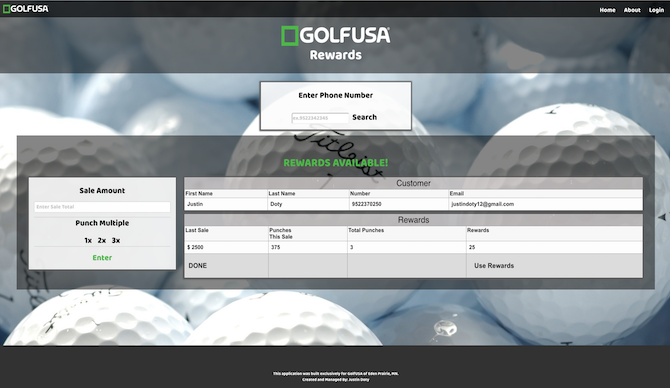 GOLFUSA
Home About Login
GOLFUSA
Rewards
Enter Phone Number
ex.9522342345 Search
Titleist
REWARDS AVAILABLE!
Sale Amount
Enter Sale Total
Punch Multiple
1x 2x 3x
Enter
Customer
First Name Last Name Number Email
Justin Doty 9522370250 justindoty12@gmail.com
Rewards
Last Sale Punches This Sale Total Punches Rewards
$ 2500 375 3 25
DONE Use Rewards
This application was built exclusively for GolfUSA of Eden Prairie, MN.
Created and Managed By: Justin Doty